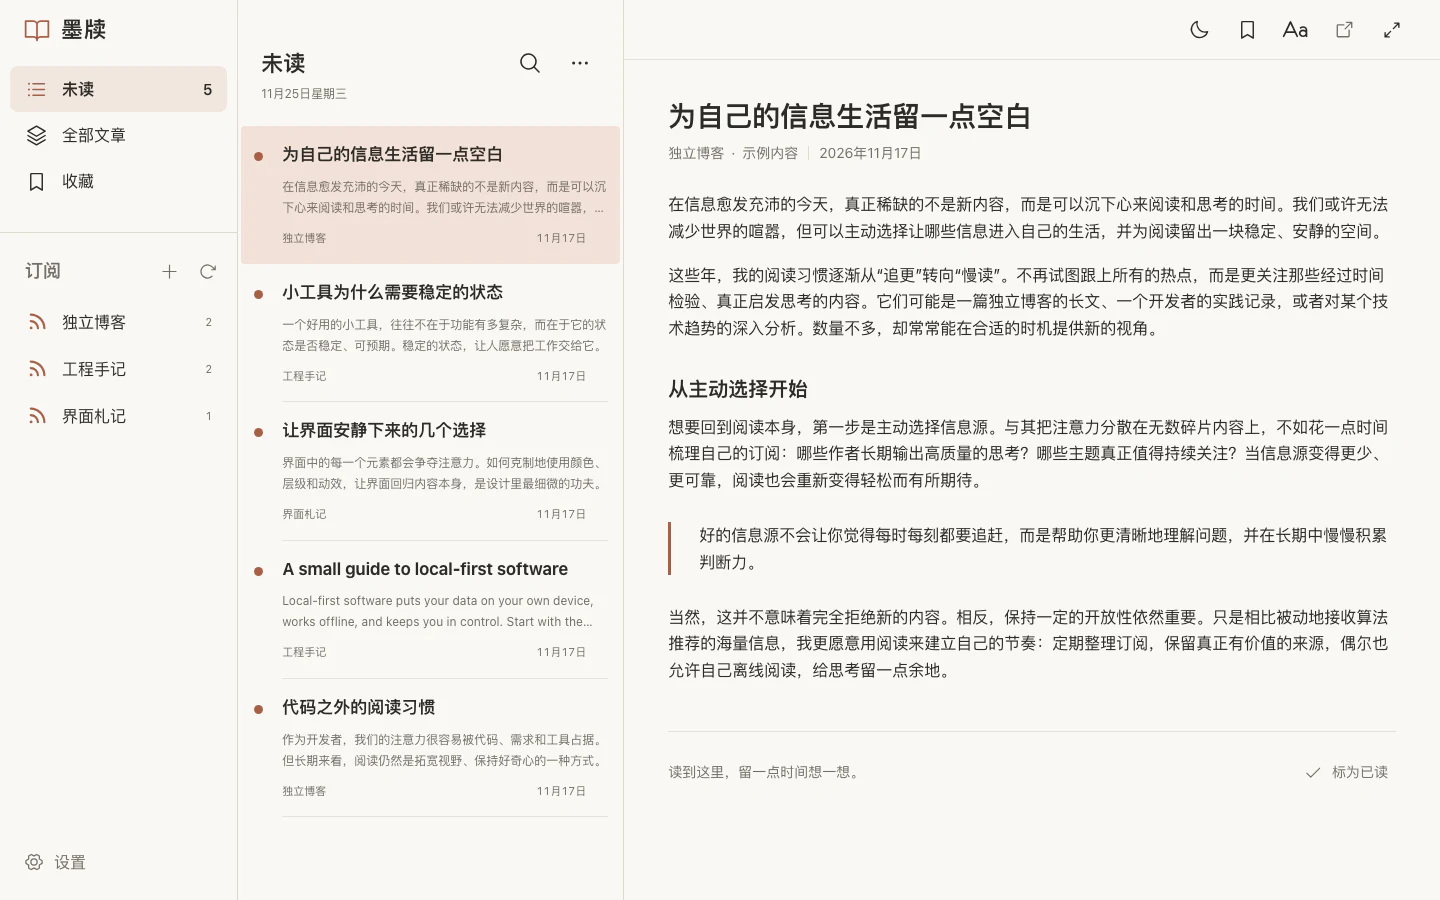 墨牍
未读 5
全部文章
收藏
订阅
独立博客 2
工程手记 2
界面札记 1
设置
未读
11月25日星期三
为自己的信息生活留一点空白
在信息愈发充沛的今天，真正稀缺的不是新内容，而是可以沉
下心来阅读和思考的时间。我们或许无法减少世界的喧嚣，...
独立博客 11月17日
小工具为什么需要稳定的状态
一个好用的小工具，往往不在于功能有多复杂，而在于它的状
态是否稳定、可预期。稳定的状态，让人愿意把工作交给它。
工程手记 11月17日
让界面安静下来的几个选择
界面中的每一个元素都会争夺注意力。如何克制地使用颜色、
层级和动效，让界面回归内容本身，是设计里最细微的功夫。
界面札记 11月17日
A small guide to local-first software
Local-first software puts your data on your own device,
works offline, and keeps you in control. Start with the...
工程手记 11月17日
代码之外的阅读习惯
作为开发者，我们的注意力很容易被代码、需求和工具占据。
但长期来看，阅读仍然是拓宽视野、保持好奇心的一种方式。
独立博客 11月17日
Aa
为自己的信息生活留一点空白
独立博客 · 示例内容 2026年11月17日
在信息愈发充沛的今天，真正稀缺的不是新内容，而是可以沉下心来阅读和思考的时间。我们或许无法
减少世界的喧嚣，但可以主动选择让哪些信息进入自己的生活，并为阅读留出一块稳定、安静的空间。
这些年，我的阅读习惯逐渐从“追更”转向“慢读”。不再试图跟上所有的热点，而是更关注那些经过时间
检验、真正启发思考的内容。它们可能是一篇独立博客的长文、一个开发者的实践记录，或者对某个技
术趋势的深入分析。数量不多，却常常能在合适的时机提供新的视角。
从主动选择开始
想要回到阅读本身，第一步是主动选择信息源。与其把注意力分散在无数碎片内容上，不如花一点时间
梳理自己的订阅：哪些作者长期输出高质量的思考？哪些主题真正值得持续关注？当信息源变得更少、
更可靠，阅读也会重新变得轻松而有所期待。
好的信息源不会让你觉得每时每刻都要追赶，而是帮助你更清晰地理解问题，并在长期中慢慢积累
判断力。
当然，这并不意味着完全拒绝新的内容。相反，保持一定的开放性依然重要。只是相比被动地接收算法
推荐的海量信息，我更愿意用阅读来建立自己的节奏：定期整理订阅，保留真正有价值的来源，偶尔也
允许自己离线阅读，给思考留一点余地。
读到这里，留一点时间想一想。
标为已读